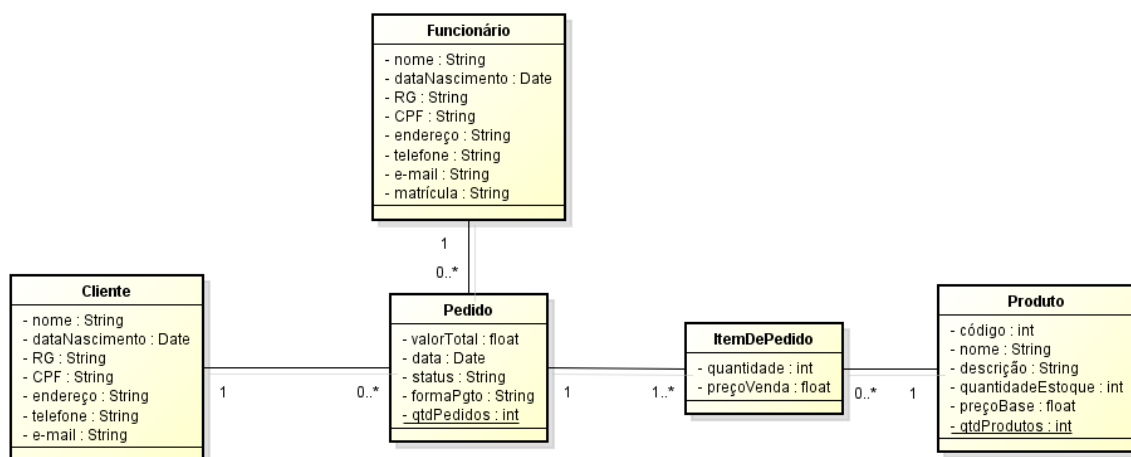 Funcionário
- nome : String
- dataNascimento : Date
- RG : String
- CPF : String
- endereço : String
- telefone : String
- e-mail : String
- matrícula : String
1
0..*
Cliente
- nome : String
- dataNascimento : Date
- RG : String
- CPF : String
- endereço : String
- telefone : String
- e-mail : String
1
0..*
Pedido
- valorTotal : float
- data : Date
- status : String
- formaPgto : String
- qtdPedidos : int
1
1..*
ItemDePedido
- quantidade : int
- preçoVenda : float
0..*
1
Produto
- código : int
- nome : String
- descrição : String
- quantidadeEstoque : int
- preçoBase : float
- qtdProdutos : int